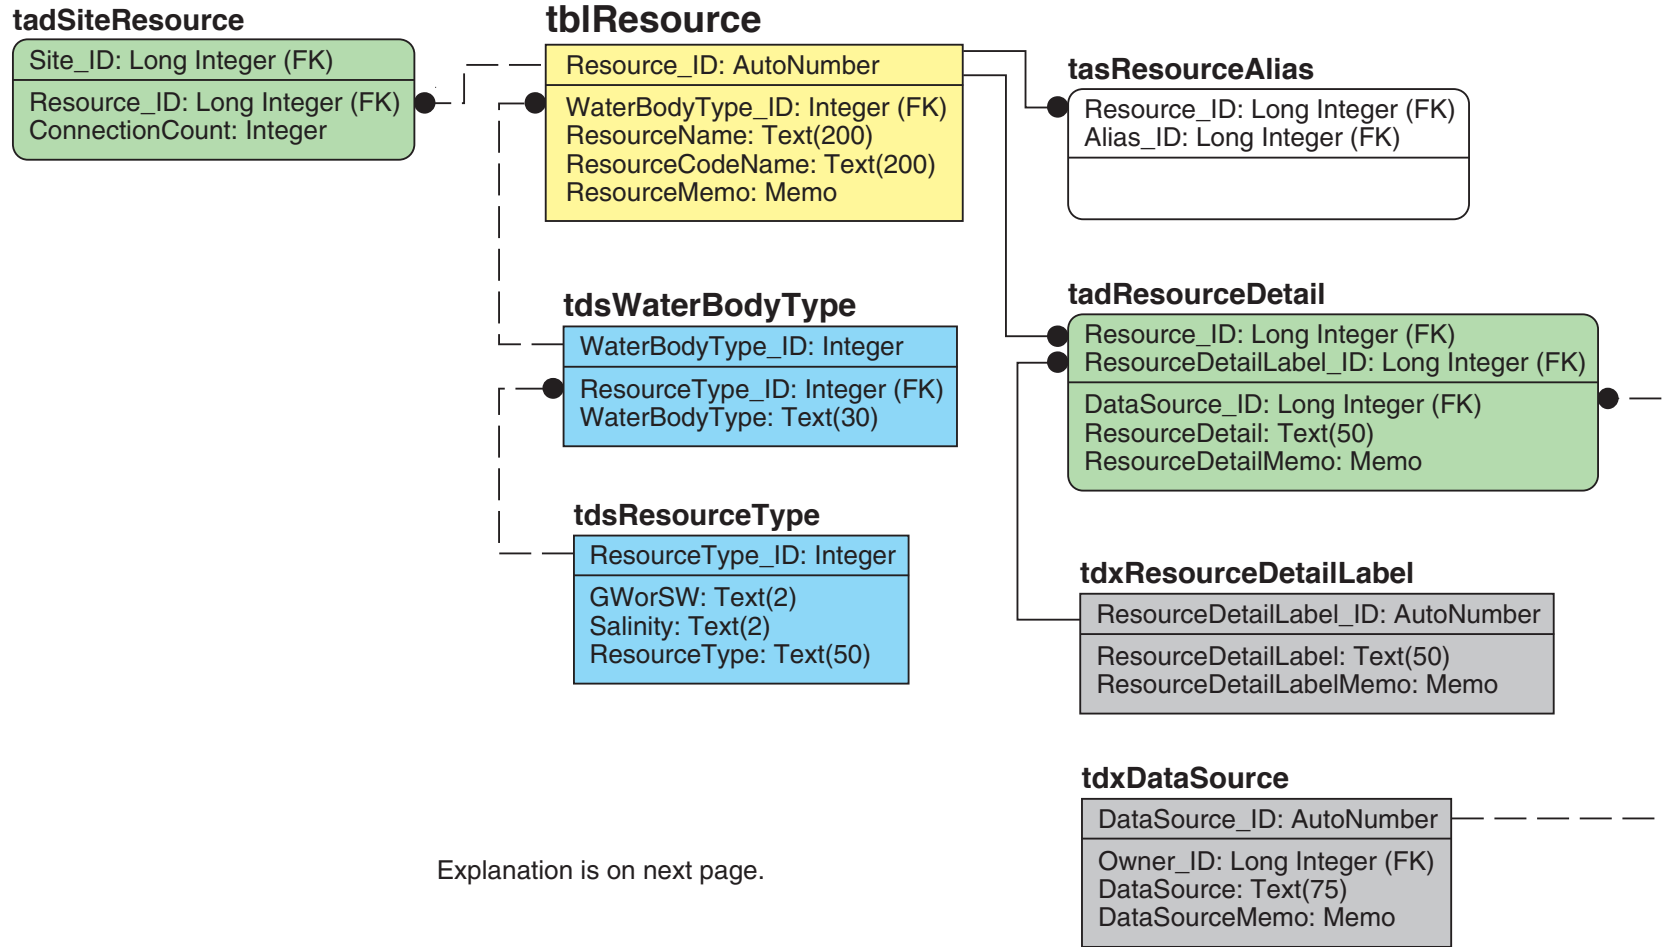 tadSiteResource
Site_ID: Long Integer (FK)
Resource_ID: Long Integer (FK)
ConnectionCount: Integer
tblResource
Resource_ID: AutoNumber
WaterBodyType_ID: Integer (FK)
ResourceName: Text(200)
ResourceCodeName: Text(200)
ResourceMemo: Memo
tasResourceAlias
Resource_ID: Long Integer (FK)
Alias_ID: Long Integer (FK)
tdsWaterBodyType
WaterBodyType_ID: Integer
ResourceType_ID: Integer (FK)
WaterBodyType: Text(30)
tadResourceDetail
Resource_ID: Long Integer (FK)
ResourceDetailLabel_ID: Long Integer (FK)
DataSource_ID: Long Integer (FK)
ResourceDetail: Text(50)
ResourceDetailMemo: Memo
tdsResourceType
ResourceType_ID: Integer
GWorSW: Text(2)
Salinity: Text(2)
ResourceType: Text(50)
tdxResourceDetailLabel
ResourceDetailLabel_ID: AutoNumber
ResourceDetailLabel: Text(50)
ResourceDetailLabelMemo: Memo
tdxDataSource
DataSource_ID: AutoNumber
Owner_ID: Long Integer (FK)
DataSource: Text(75)
DataSourceMemo: Memo
Explanation is on next page.